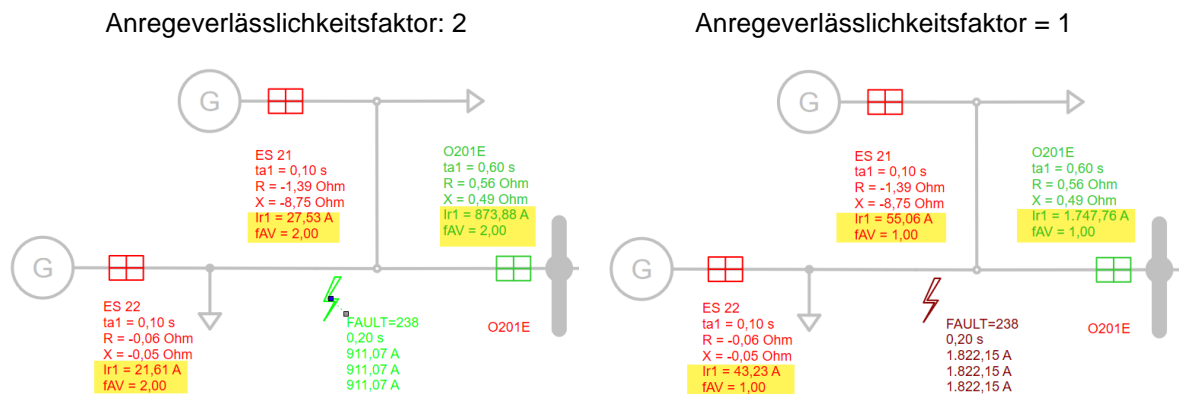 Anregeverlässlichkeitsfaktor: 2
G
ES 21
ta1 = 0,10 s
R = -1,39 Ohm
X = -8,75 Ohm
Ir1 = 27,53 A
fAV = 2,00
O201E
ta1 = 0,60 s
R = 0,56 Ohm
X = 0,49 Ohm
Ir1 = 873,88 A
fAV = 2,00
G
ES 22
ta1 = 0,10 s
R = -0,06 Ohm
X = -0,05 Ohm
Ir1 = 21,61 A
fAV = 2,00
FAULT=238
0,20 s
911,07 A
911,07 A
911,07 A
O201E
Anregeverlässlichkeitsfaktor = 1
G
ES 21
ta1 = 0,10 s
R = -1,39 Ohm
X = -8,75 Ohm
Ir1 = 55,06 A
fAV = 1,00
O201E
ta1 = 0,60 s
R = 0,56 Ohm
X = 0,49 Ohm
Ir1 = 1.747,76 A
fAV = 1,00
G
ES 22
ta1 = 0,10 s
R = -0,06 Ohm
X = -0,05 Ohm
Ir1 = 43,23 A
fAV = 1,00
FAULT=238
0,20 s
1.822,15 A
1.822,15 A
1.822,15 A
O201E